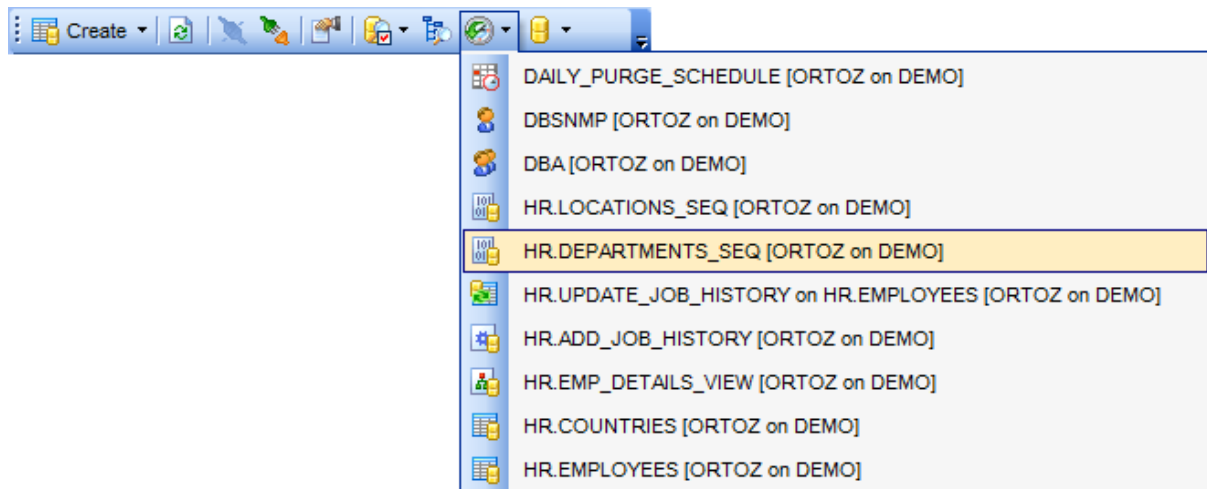 Create
DAILY_PURGE_SCHEDULE [ORTOZ on DEMO]
DBSNMP [ORTOZ on DEMO]
DBA [ORTOZ on DEMO]
HR.LOCATIONS_SEQ [ORTOZ on DEMO]
HR.DEPARTMENTS_SEQ [ORTOZ on DEMO]
HR.UPDATE_JOB_HISTORY on HR.EMPLOYEES [ORTOZ on DEMO]
HR.ADD_JOB_HISTORY [ORTOZ on DEMO]
HR.EMP_DETAILS_VIEW [ORTOZ on DEMO]
HR.COUNTRIES [ORTOZ on DEMO]
HR.EMPLOYEES [ORTOZ on DEMO]